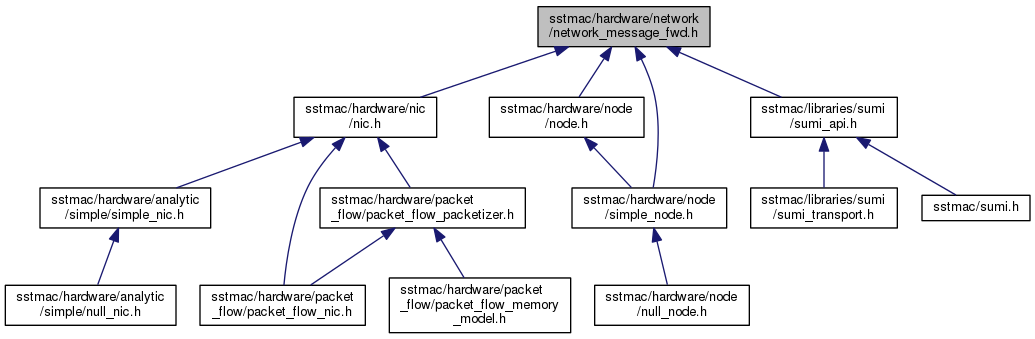 sstmac/hardware/network
/network_message_fwd.h
sstmac/hardware/nic
/nic.h
sstmac/hardware/node
/node.h
sstmac/libraries/sumi
/sumi_api.h
sstmac/hardware/analytic
/simple/simple_nic.h
sstmac/hardware/packet
_flow/packet_flow_packetizer.h
sstmac/hardware/node
/simple_node.h
sstmac/libraries/sumi
/sumi_transport.h
sstmac/sumi.h
sstmac/hardware/analytic
/simple/null_nic.h
sstmac/hardware/packet
_flow/packet_flow_nic.h
sstmac/hardware/packet
_flow/packet_flow_memory
_model.h
sstmac/hardware/node
/null_node.h